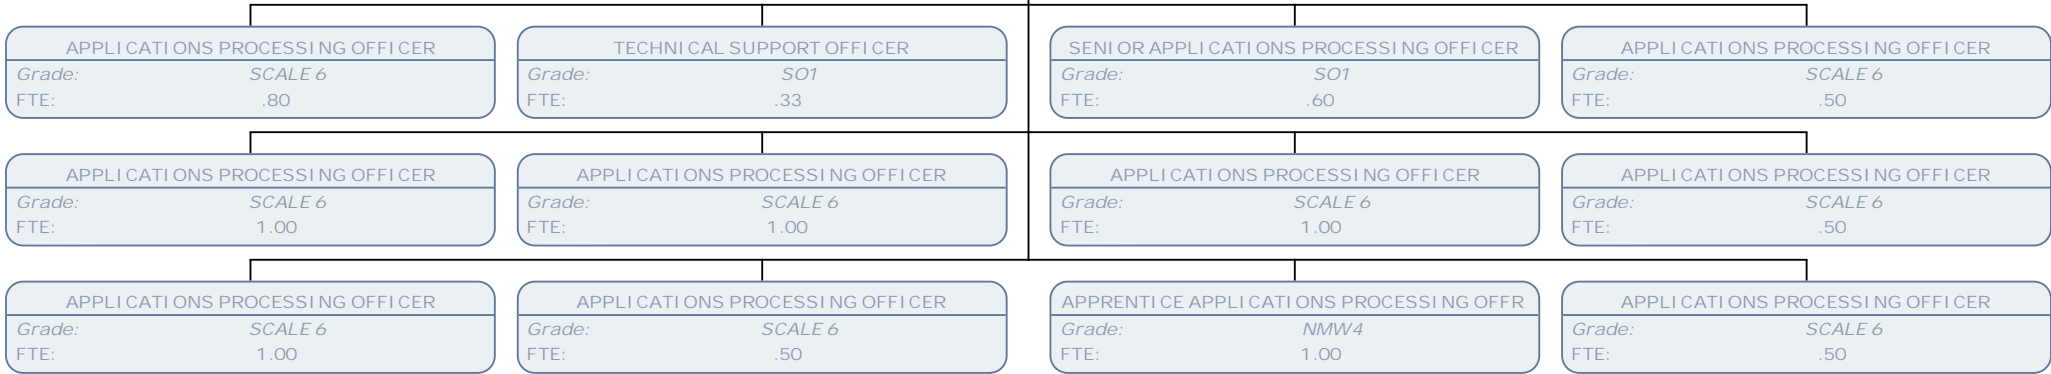 APPLICATIONS PROCESSING OFFICER
Grade: SCALE 6
FTE: .80
TECHNICAL SUPPORT OFFICER
Grade: SO1
FTE: .33
SENIOR APPLICATIONS PROCESSING OFFICER
Grade: SO1
FTE: .60
APPLICATIONS PROCESSING OFFICER
Grade: SCALE 6
FTE: .50
APPLICATIONS PROCESSING OFFICER
Grade: SCALE 6
FTE: 1.00
APPLICATIONS PROCESSING OFFICER
Grade: SCALE 6
FTE: 1.00
APPLICATIONS PROCESSING OFFICER
Grade: SCALE 6
FTE: 1.00
APPLICATIONS PROCESSING OFFICER
Grade: SCALE 6
FTE: .50
APPLICATIONS PROCESSING OFFICER
Grade: SCALE 6
FTE: 1.00
APPLICATIONS PROCESSING OFFICER
Grade: SCALE 6
FTE: .50
APPRENTICE APPLICATIONS PROCESSING OFFR
Grade: NMW4
FTE: 1.00
APPLICATIONS PROCESSING OFFICER
Grade: SCALE 6
FTE: .50